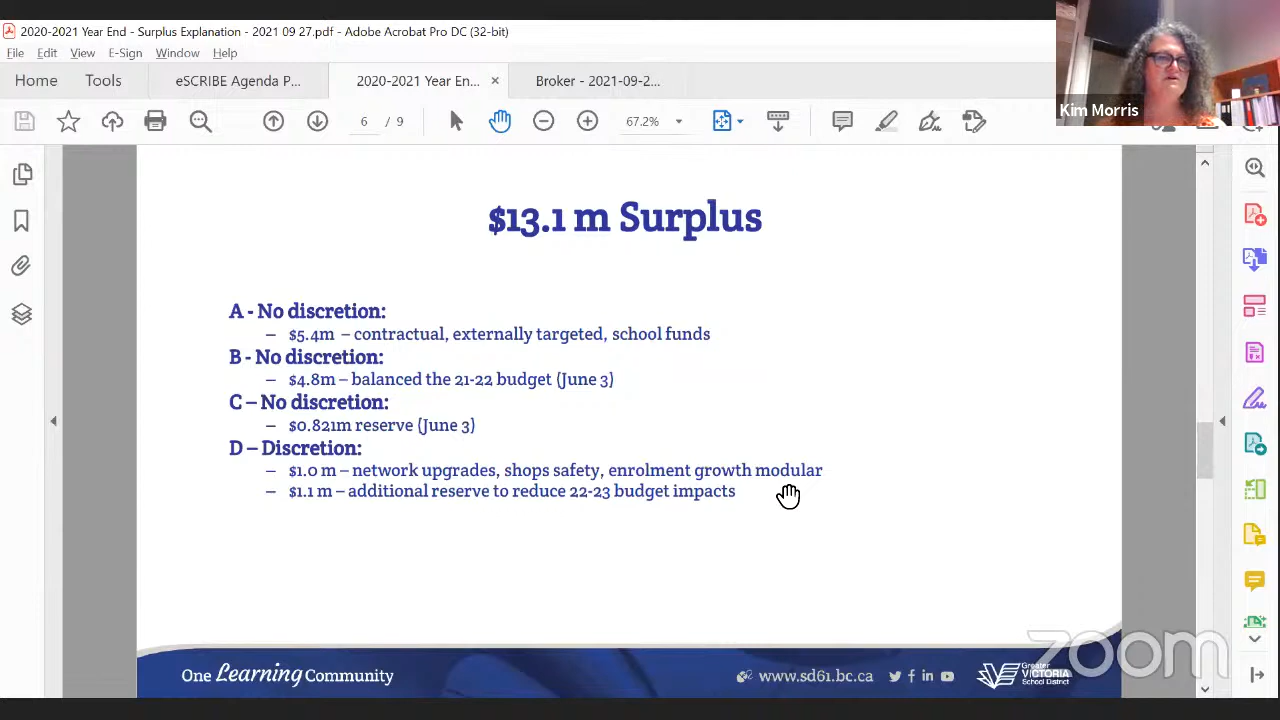 2020-2021 Year End - Surplus Explanation - 2021 09 27.pdf - Adobe Acrobat Pro DC (32-bit)
File Edit View E-Sign Window Help
Home Tools eSCRIBE Agenda P... 2020-2021 Year En... × Broker - 2021-09-2...
6 / 9 67.2%
Kim Morris
$13.1 m Surplus
A - No discretion:
– $5.4m – contractual, externally targeted, school funds
B - No discretion:
– $4.8m – balanced the 21-22 budget (June 3)
C – No discretion:
– $0.821m reserve (June 3)
D – Discretion:
– $1.0 m – network upgrades, shops safety, enrolment growth modular
– $1.1 m – additional reserve to reduce 22-23 budget impacts
One Learning Community
www.sd61.bc.ca
Greater
VICTORIA
School District
zoom